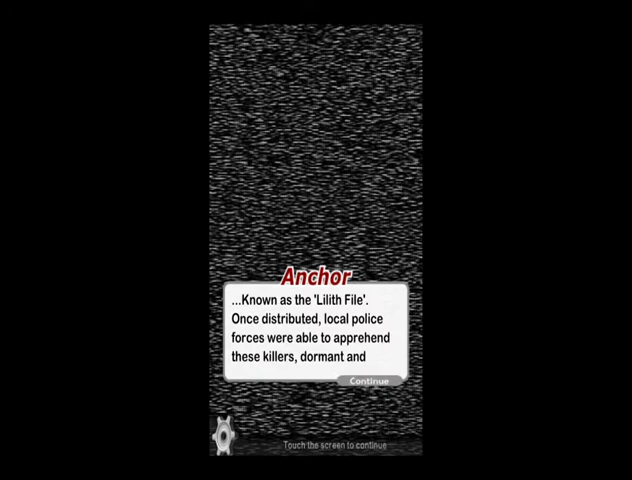 Anchor
...Known as the 'Lilith File'.
Once distributed, local police
forces were able to apprehend
these killers, dormant and
Continue
Touch the screen to continue